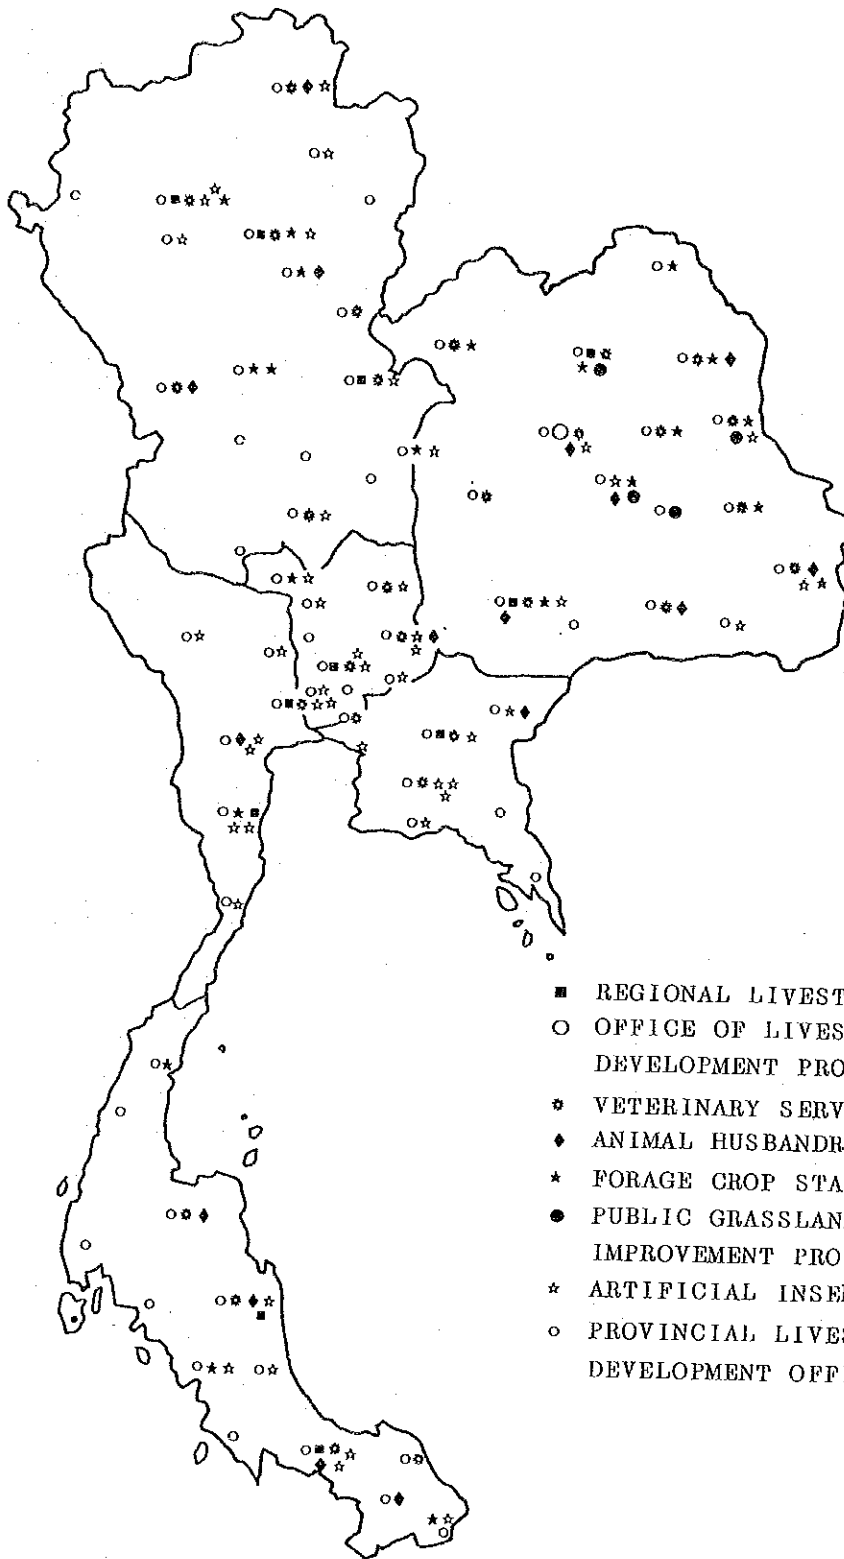 REGIONAL LIVEST
OFFICE OF LIVES
DEVELOPMENT PRO
VETERINARY SERV
ANIMAL HUSBANDR
FORAGE CROP STA
PUBLIC GRASSLAN
IMPROVEMENT PRO
ARTIFICIAL INSE
PROVINCIAL LIVES
DEVELOPMENT OFF